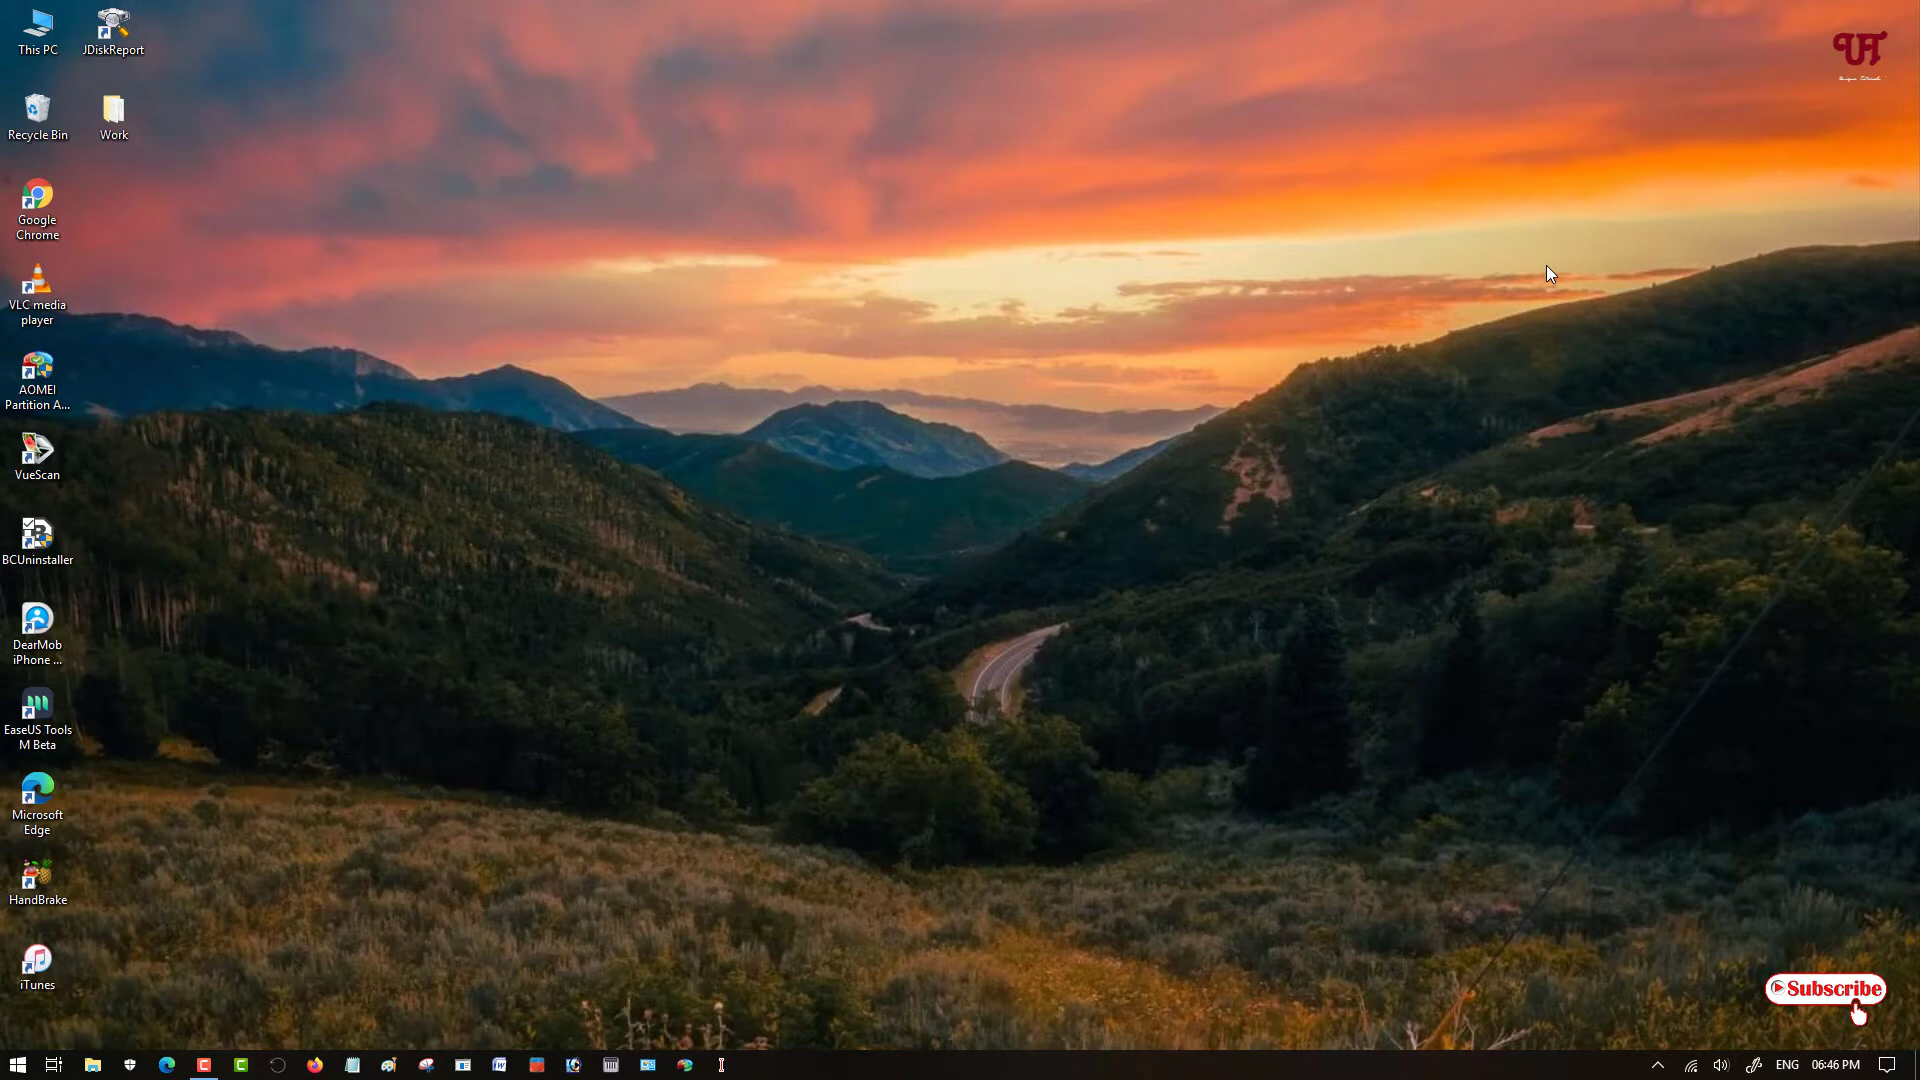 This PC
JDiskReport
Recycle Bin
Work
Google
Chrome
VLC media
player
AOMEI
Partition A...
VueScan
BCUninstaller
DearMob
iPhone ...
EaseUS Tools
M Beta
Microsoft
Edge
HandBrake
iTunes
UT
Subscribe
ENG
06:46 PM